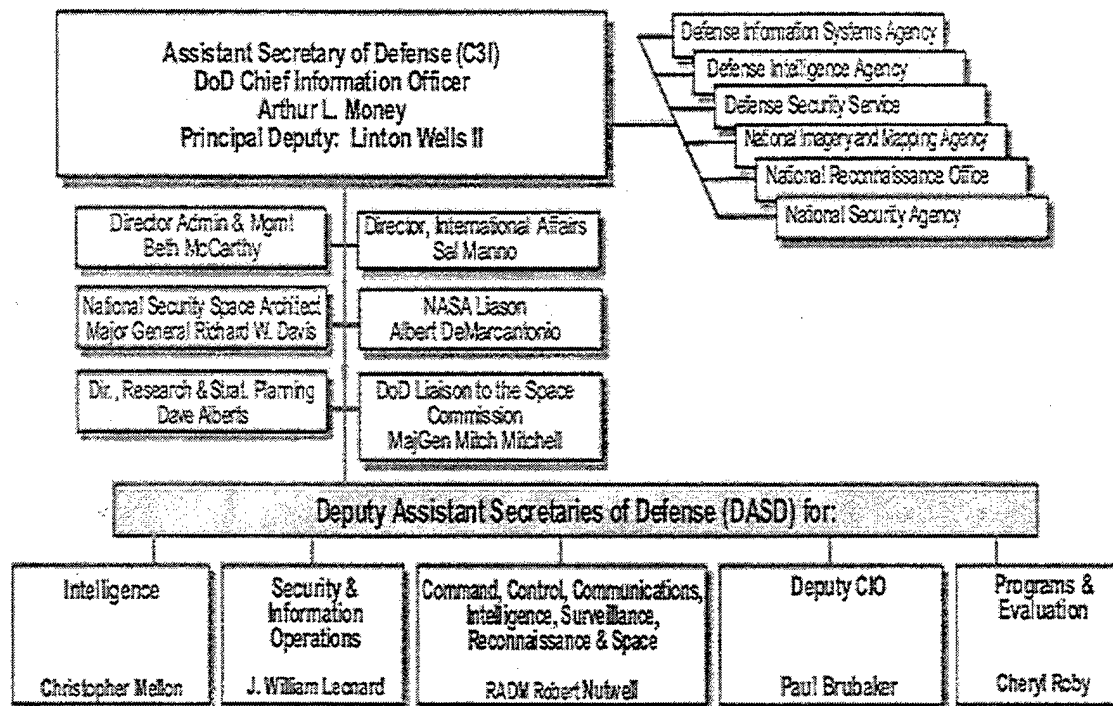 Assistant Secretary of Defense (C3I)
DoD Chief Information Officer
Arthur L. Money
Principal Deputy: Linton Wells II
Defense Information Systems Agency
Defense Intelligence Agency
Defense Security Service
National Imagery and Mapping Agency
National Reconnaissance Office
National Security Agency
Director Admin & Mgmt
Beth McCarthy
Director, International Affairs
Sal Manno
National Security Space Architect
Major General Richard W. Davis
NASA Liason
Albert DeMarcantonio
Dir., Research & Strat. Planning
Dave Alberts
DoD Liaison to the Space
Commission
MajGen Mitch Mitchell
Deputy Assistant Secretaries of Defense (DASD) for:
Intelligence
Christopher Mellon
Security &
Information
Operations
J. William Leonard
Command, Control, Communications,
Intelligence, Surveillance,
Reconnaissance & Space
RADM Robert Nutwell
Deputy CIO
Paul Brubaker
Programs &
Evaluation
Cheryl Roby